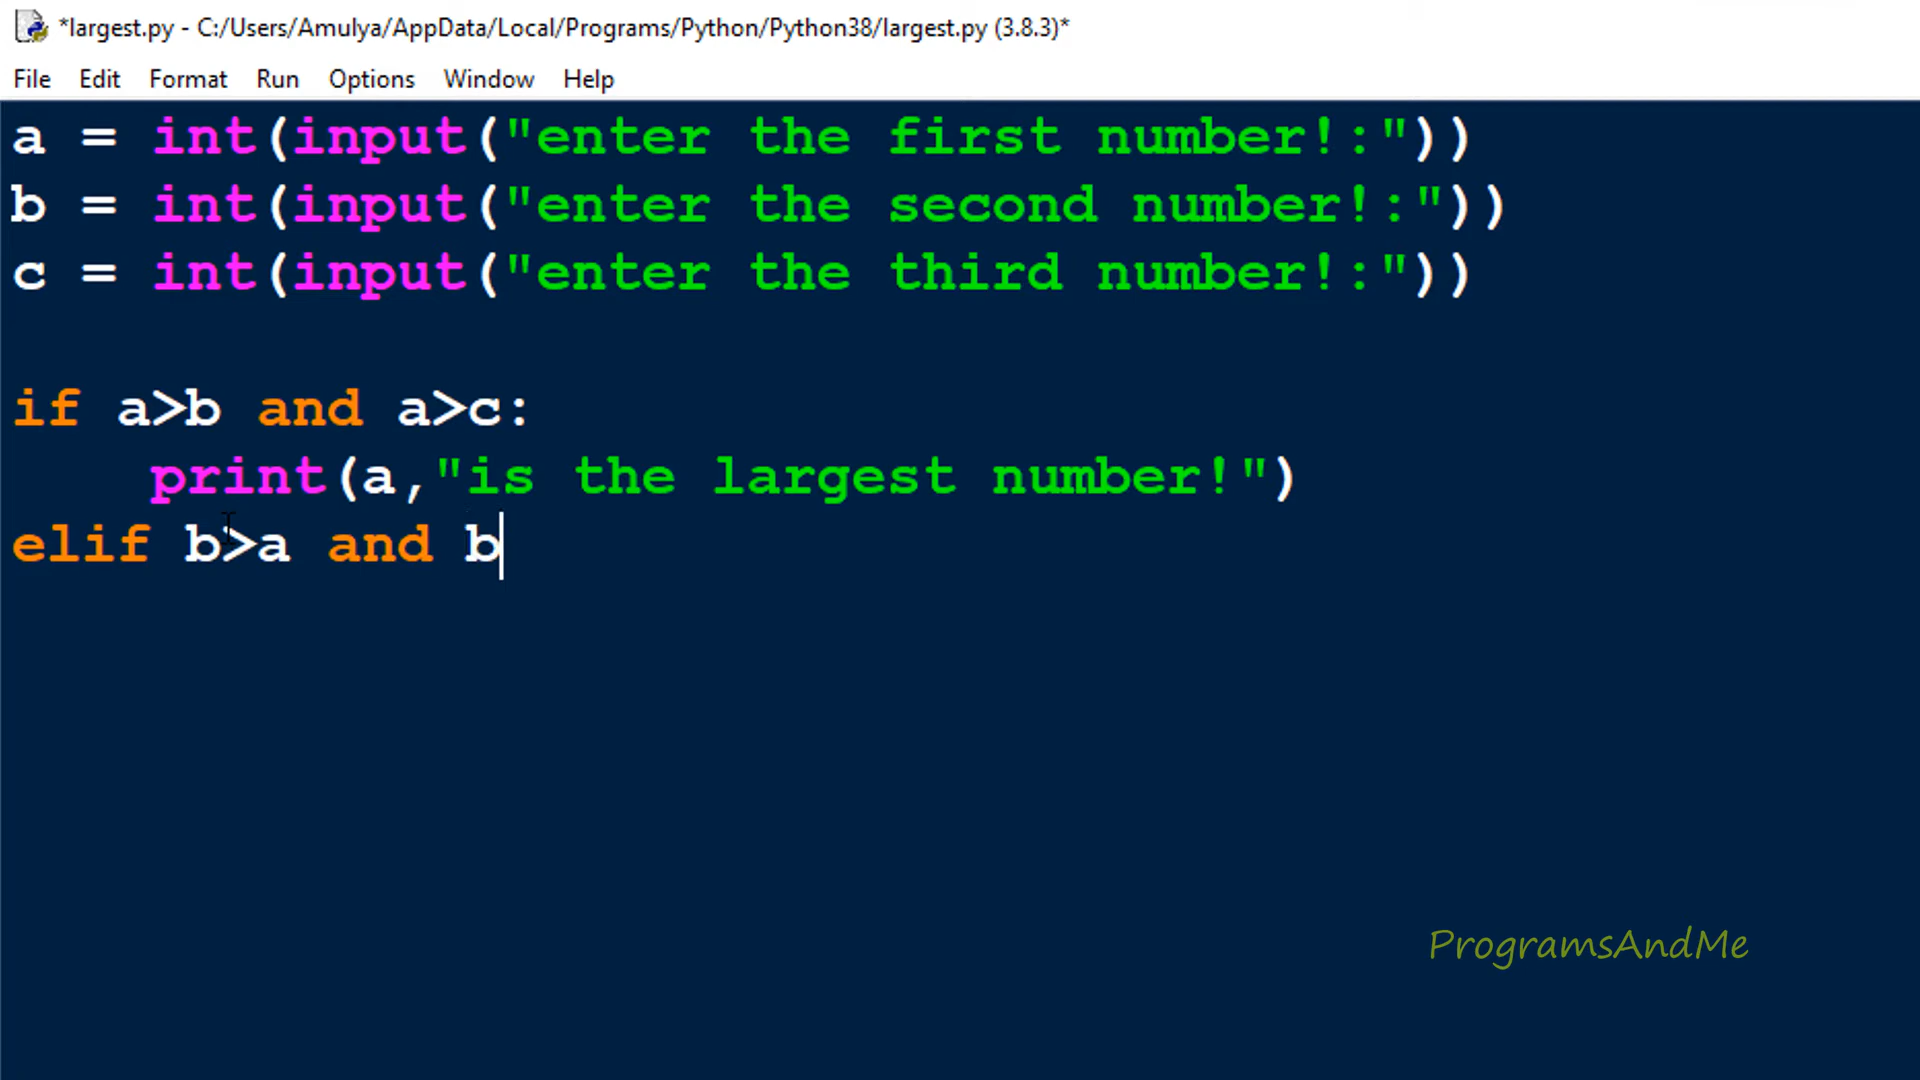 *largest.py - C:/Users/Amulya/AppData/Local/Programs/Python/Python38/largest.py (3.8.3)*
File Edit Format Run Options Window Help
a = int(input("enter the first number!:"))
b = int(input("enter the second number!:"))
c = int(input("enter the third number!:"))
if a>b and a>c:
    print(a,"is the largest number!")
elif b>a and b
ProgramsAndMe